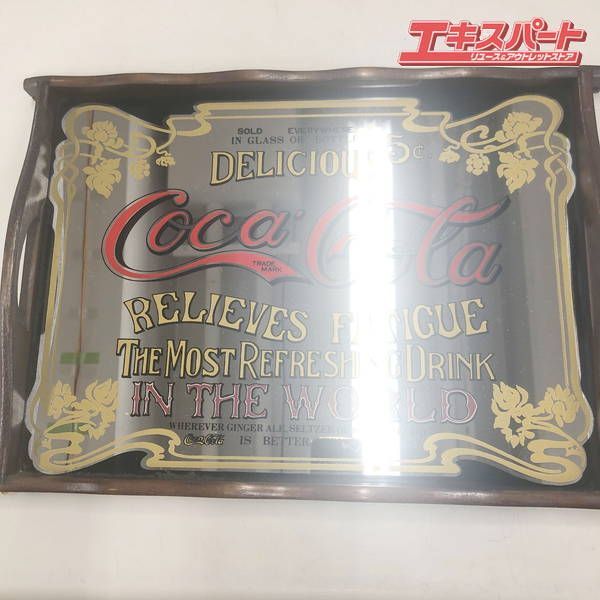 エキスパート
リユース&アウトレットストア
SOLD EVERYWHERE
IN GLASS OR
DELICIOUS 5¢.
Coca-Cola
TRADE MARK
RELIEVES FATIGUE
THE MOST REFRESHING DRINK
IN THE WORLD
WHEREVER GINGER ALE, SELTZER
Coca-Cola IS BETTER